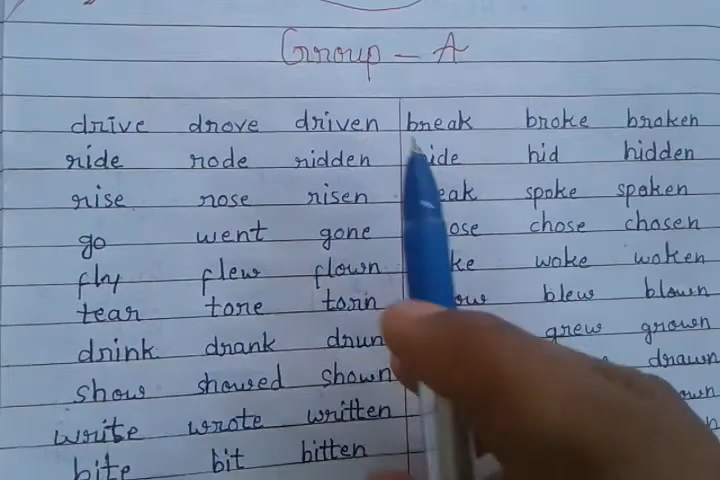 Group - A
drive drove driven break broke broken
ride rode ridden hid hidden
rise rose risen spoke spoken
go went gone chose chosen
fly flew flown woke woken
tear tore torn blew blown
drink drank grew grown
show showed shown drawn
write wrote written
bite bit bitten